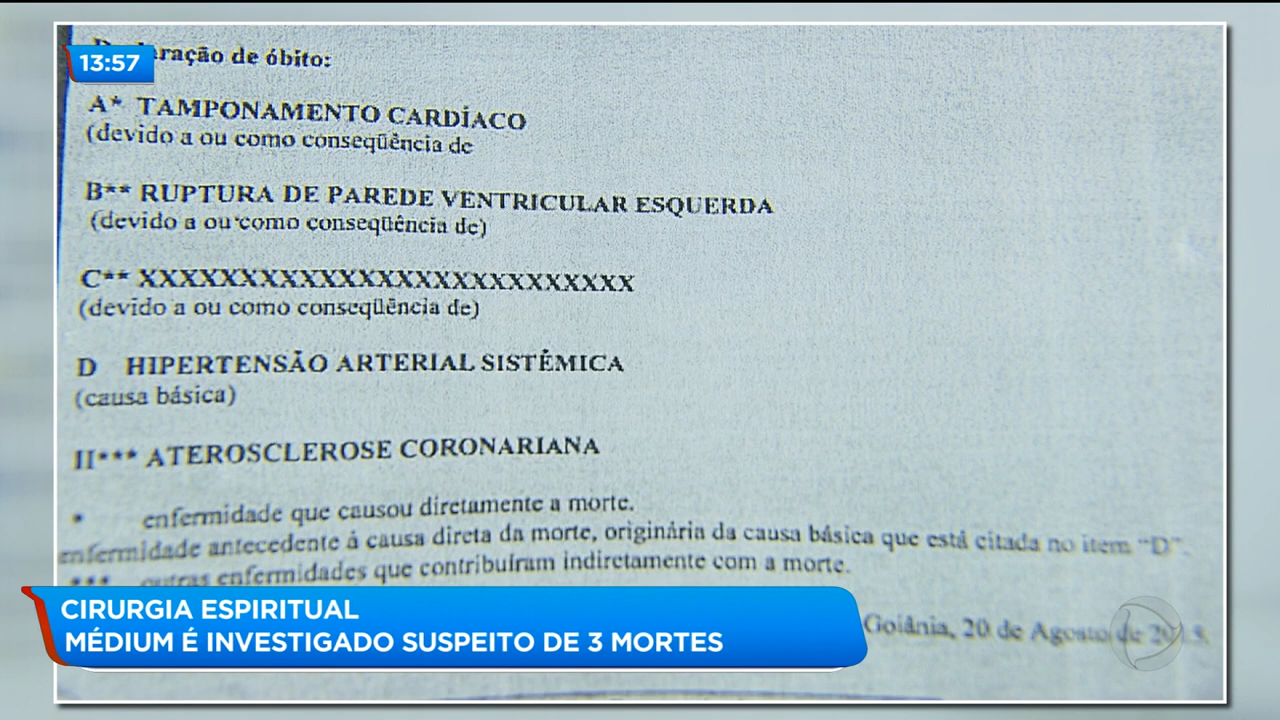 13:57
de óbito:
A* TAMPONAMENTO CARDÍACO
(devido a ou como conseqüência de
B** RUPTURA DE PAREDE VENTRICULAR ESQUERDA
(devido a ou como conseqüência de)
C** XXXXXXXXXXXXXXXXXXXXXXXXXXX
(devido a ou como conseqüência de)
D HIPERTENSÃO ARTERIAL SISTÊMICA
(causa básica)
II*** ATEROSCLEROSE CORONARIANA
* enfermidade que causou diretamente a morte.
enfermidade antecedente à causa direta da morte, originária da causa básica que está citada no item “D”.
*** outras enfermidades que contribuíram indiretamente com a morte.
Goiânia, 20 de Agosto de
CIRURGIA ESPIRITUAL
MÉDIUM É INVESTIGADO SUSPEITO DE 3 MORTES